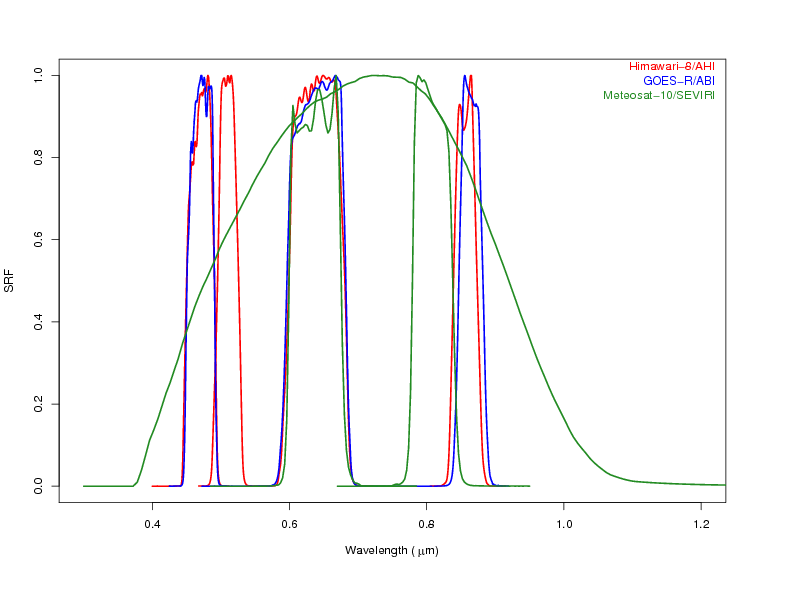 Himawari-8/AHI
GOES-R/ABI
Meteosat-10/SEVIRI
1.0
0.8
0.6
0.4
0.2
0.0
SRF
0.4 0.6 0.8 1.0 1.2
Wavelength ( μm)